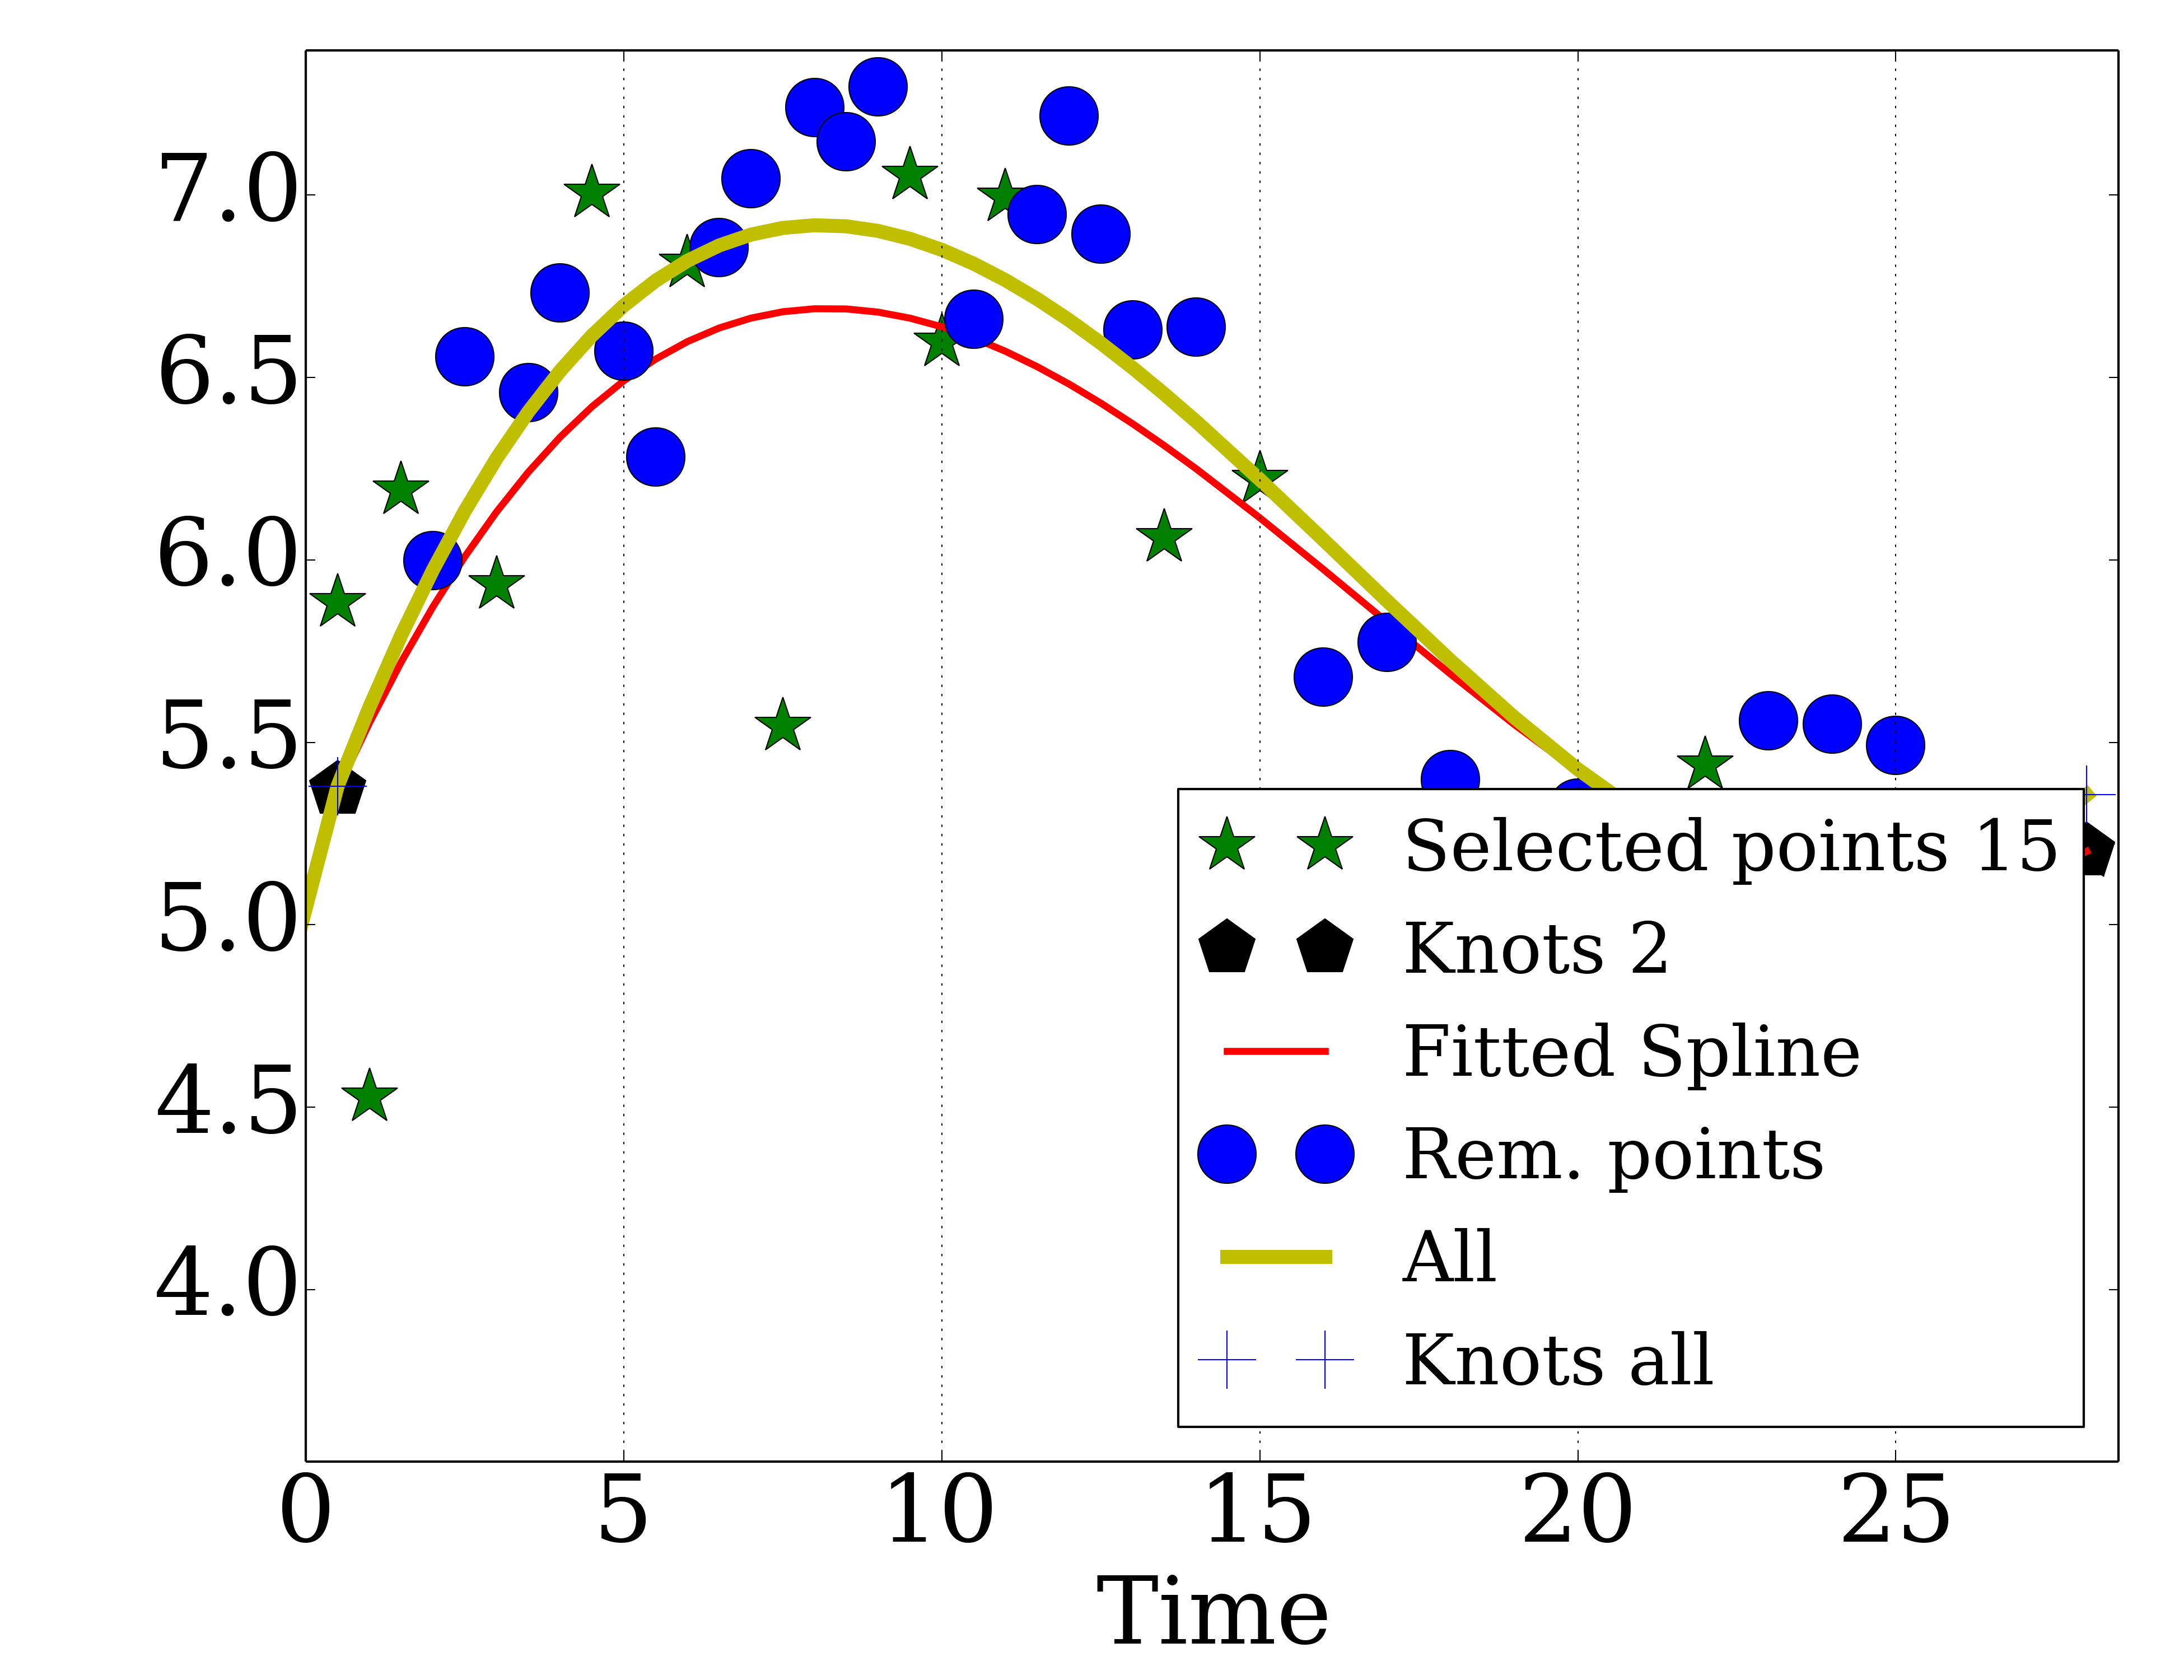 7.0
6.5
6.0
5.5
5.0
4.5
4.0
Selected points 15
Knots 2
Fitted Spline
Rem. points
All
Knots all
0 5 10 15 20 25
Time